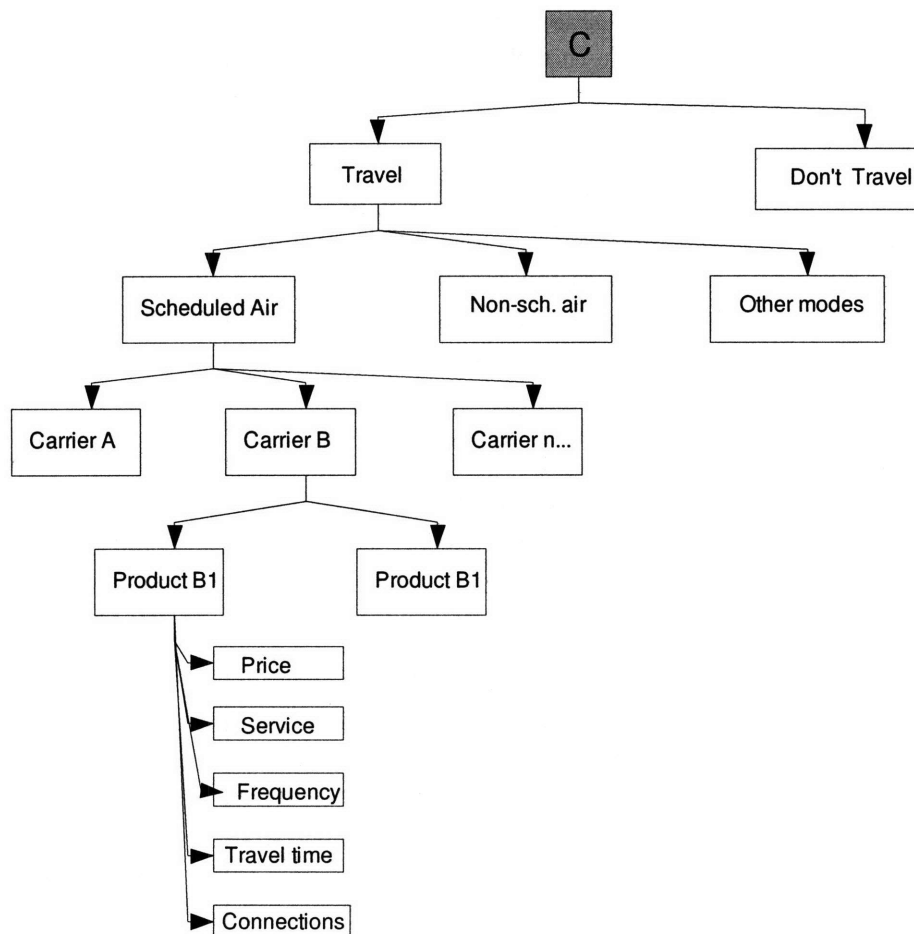 C
Travel
Don't Travel
Scheduled Air
Non-sch. air
Other modes
Carrier A
Carrier B
Carrier n...
Product B1
Product B1
Price
Service
Frequency
Travel time
Connections